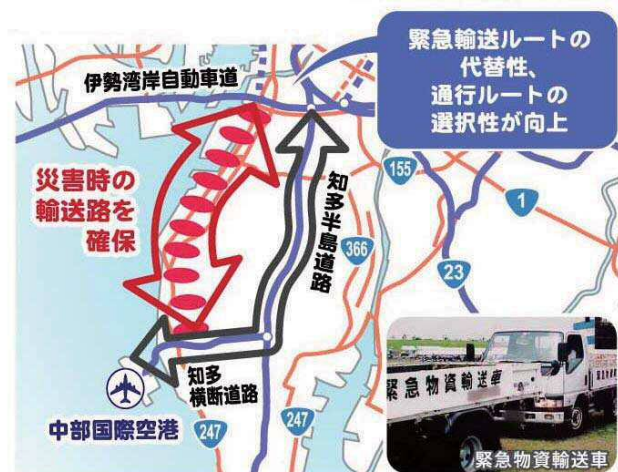 緊急輸送ルートの
代替性、
通行ルートの
選択性が向上
伊勢湾岸自動車道
災害時の
輸送路を
確保
知多半島道路
155
1
366
23
知多
横断道路
中部国際空港
247
247
緊急物資輸送車
緊急物資輸送車